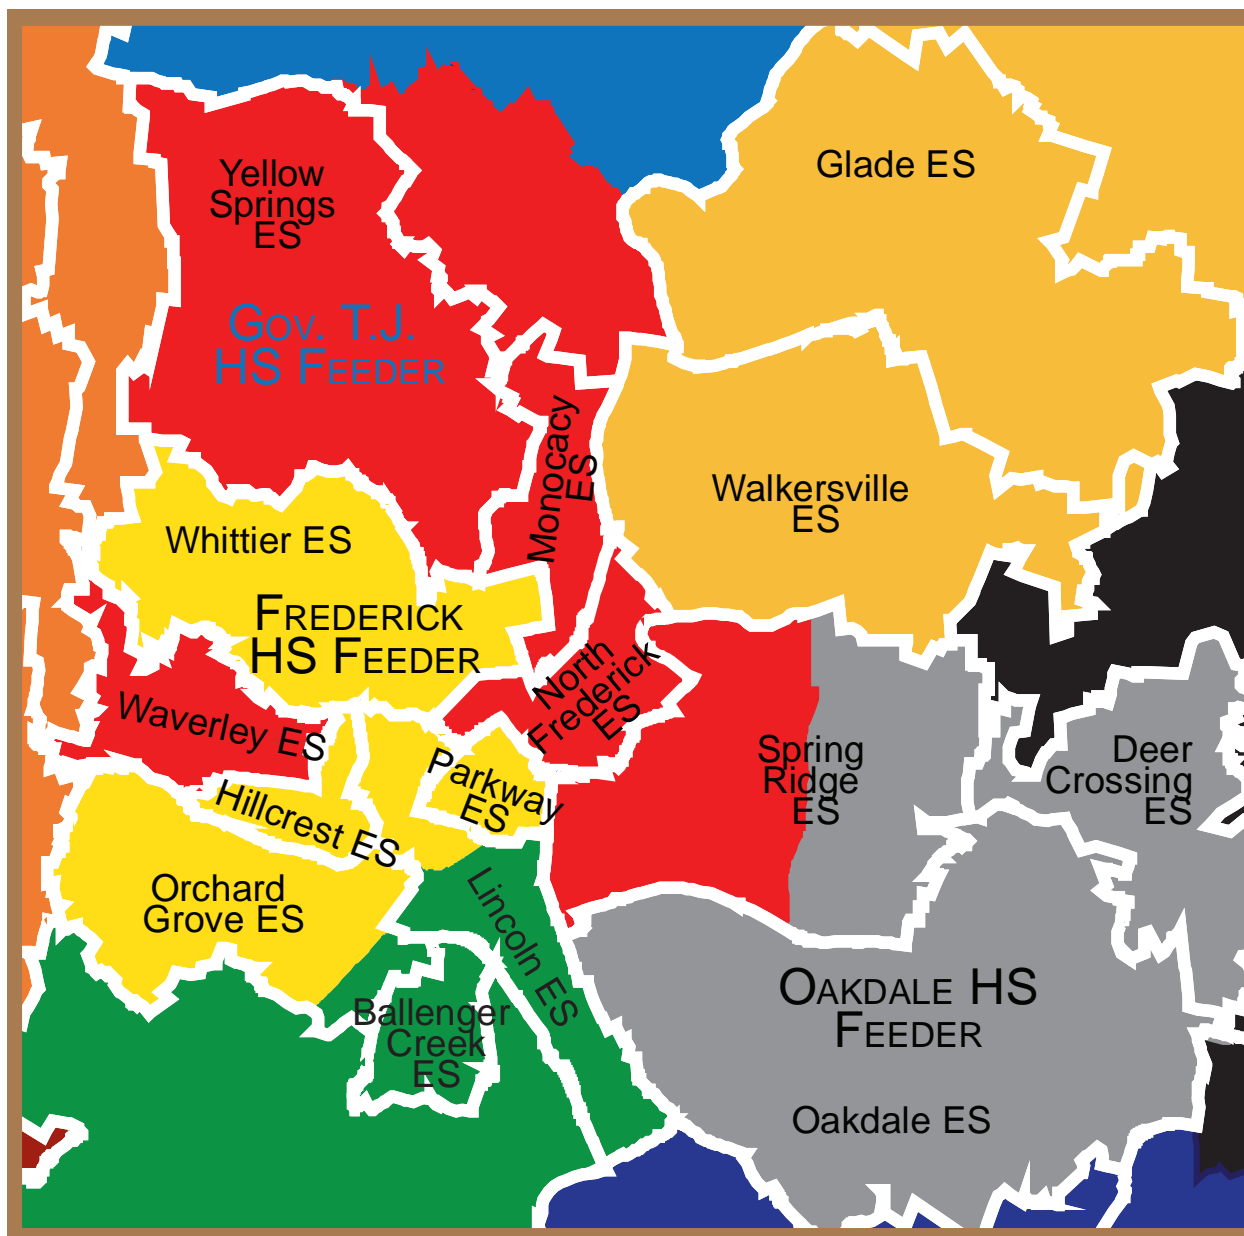 Glade ES
Yellow
Springs
ES
Gov. T.J.
HS Feeder
Monocacy
ES
Walkersville
ES
Whittier ES
Frederick
HS Feeder
North
Frederick
ES
Waverley ES
Parkway
ES
Hillcrest ES
Spring
Ridge
ES
Deer
Crossing
ES
Orchard
Grove ES
Lincoln ES
Ballenger
Creek
ES
Oakdale HS
Feeder
Oakdale ES